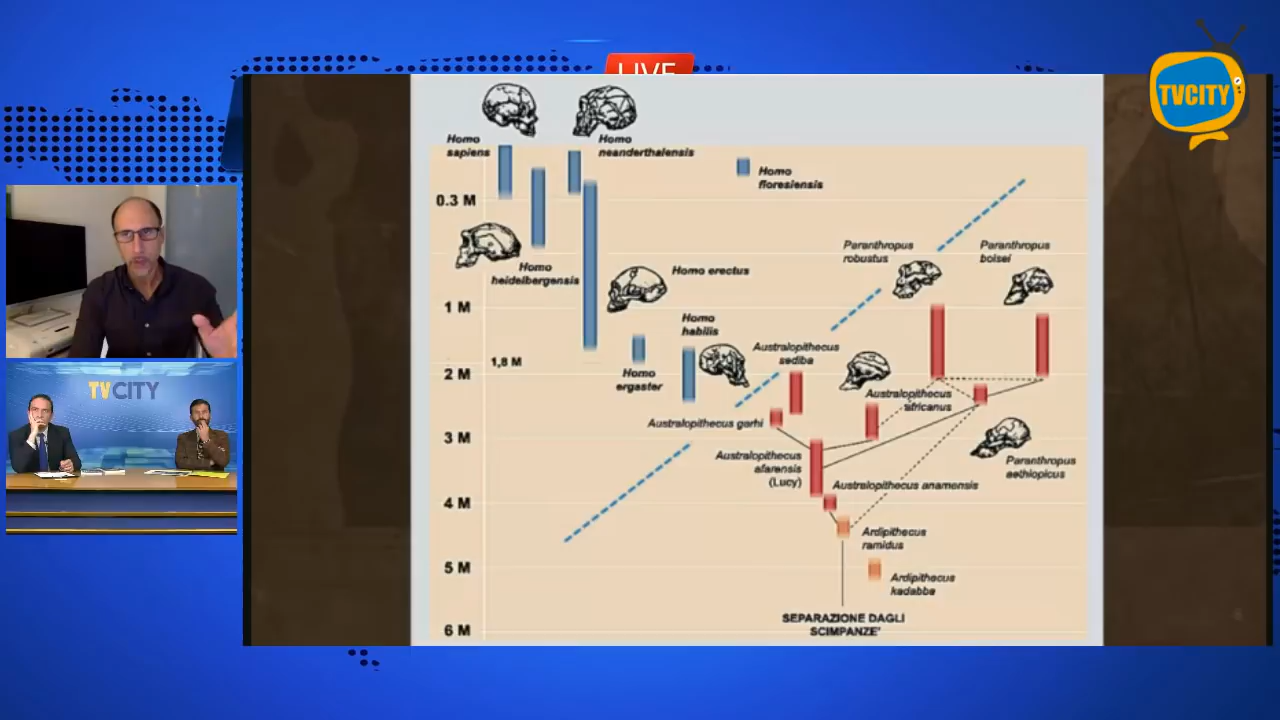 LIVE
TVCITY
Homo
sapiens
Homo
neanderthalensis
Homo
floresiensis
0.3 M
Paranthropus
robustus
Paranthropus
boisei
Homo
heidelbergensis
Homo erectus
1 M
Homo
habilis
Australopithecus
sediba
1,8 M
2 M
Homo
ergaster
Australopithecus
africanus
Australopithecus garhi
3 M
Australopithecus
afarensis
(Lucy)
Paranthropus
aethiopicus
Australopithecus anamensis
4 M
Ardipithecus
ramidus
5 M
Ardipithecus
kadabba
SEPARAZIONE DAGLI
SCIMPANZE'
6 M
TVCITY